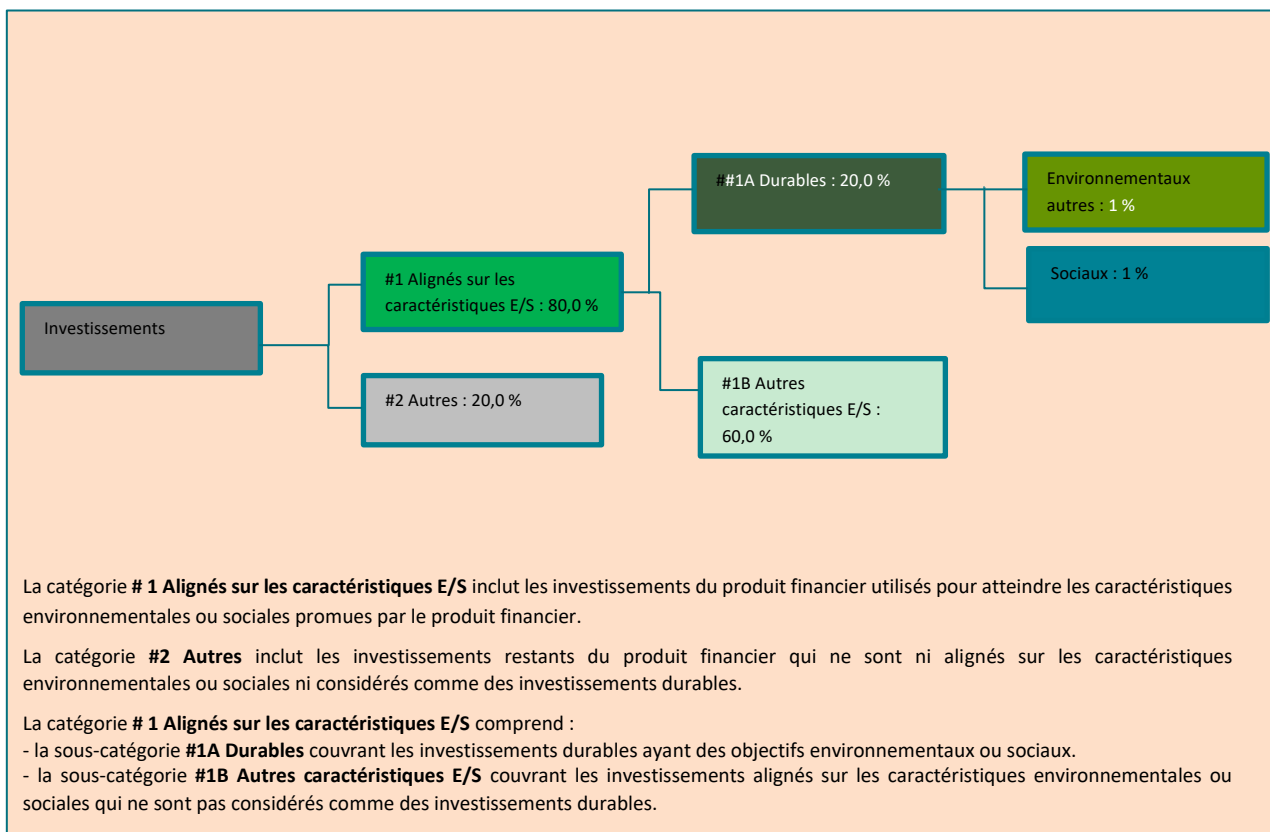 ##1A Durables : 20,0 %
Environnementaux
autres : 1 %
#1 Alignés sur les
caractéristiques E/S : 80,0 %
Sociaux : 1 %
Investissements
#2 Autres : 20,0 %
#1B Autres
caractéristiques E/S :
60,0 %
La catégorie # 1 Alignés sur les caractéristiques E/S inclut les investissements du produit financier utilisés pour atteindre les caractéristiques
environnementales ou sociales promues par le produit financier.
La catégorie #2 Autres inclut les investissements restants du produit financier qui ne sont ni alignés sur les caractéristiques
environnementales ou sociales ni considérés comme des investissements durables.
La catégorie # 1 Alignés sur les caractéristiques E/S comprend :
- la sous-catégorie #1A Durables couvrant les investissements durables ayant des objectifs environnementaux ou sociaux.
- la sous-catégorie #1B Autres caractéristiques E/S couvrant les investissements alignés sur les caractéristiques environnementales ou
sociales qui ne sont pas considérés comme des investissements durables.